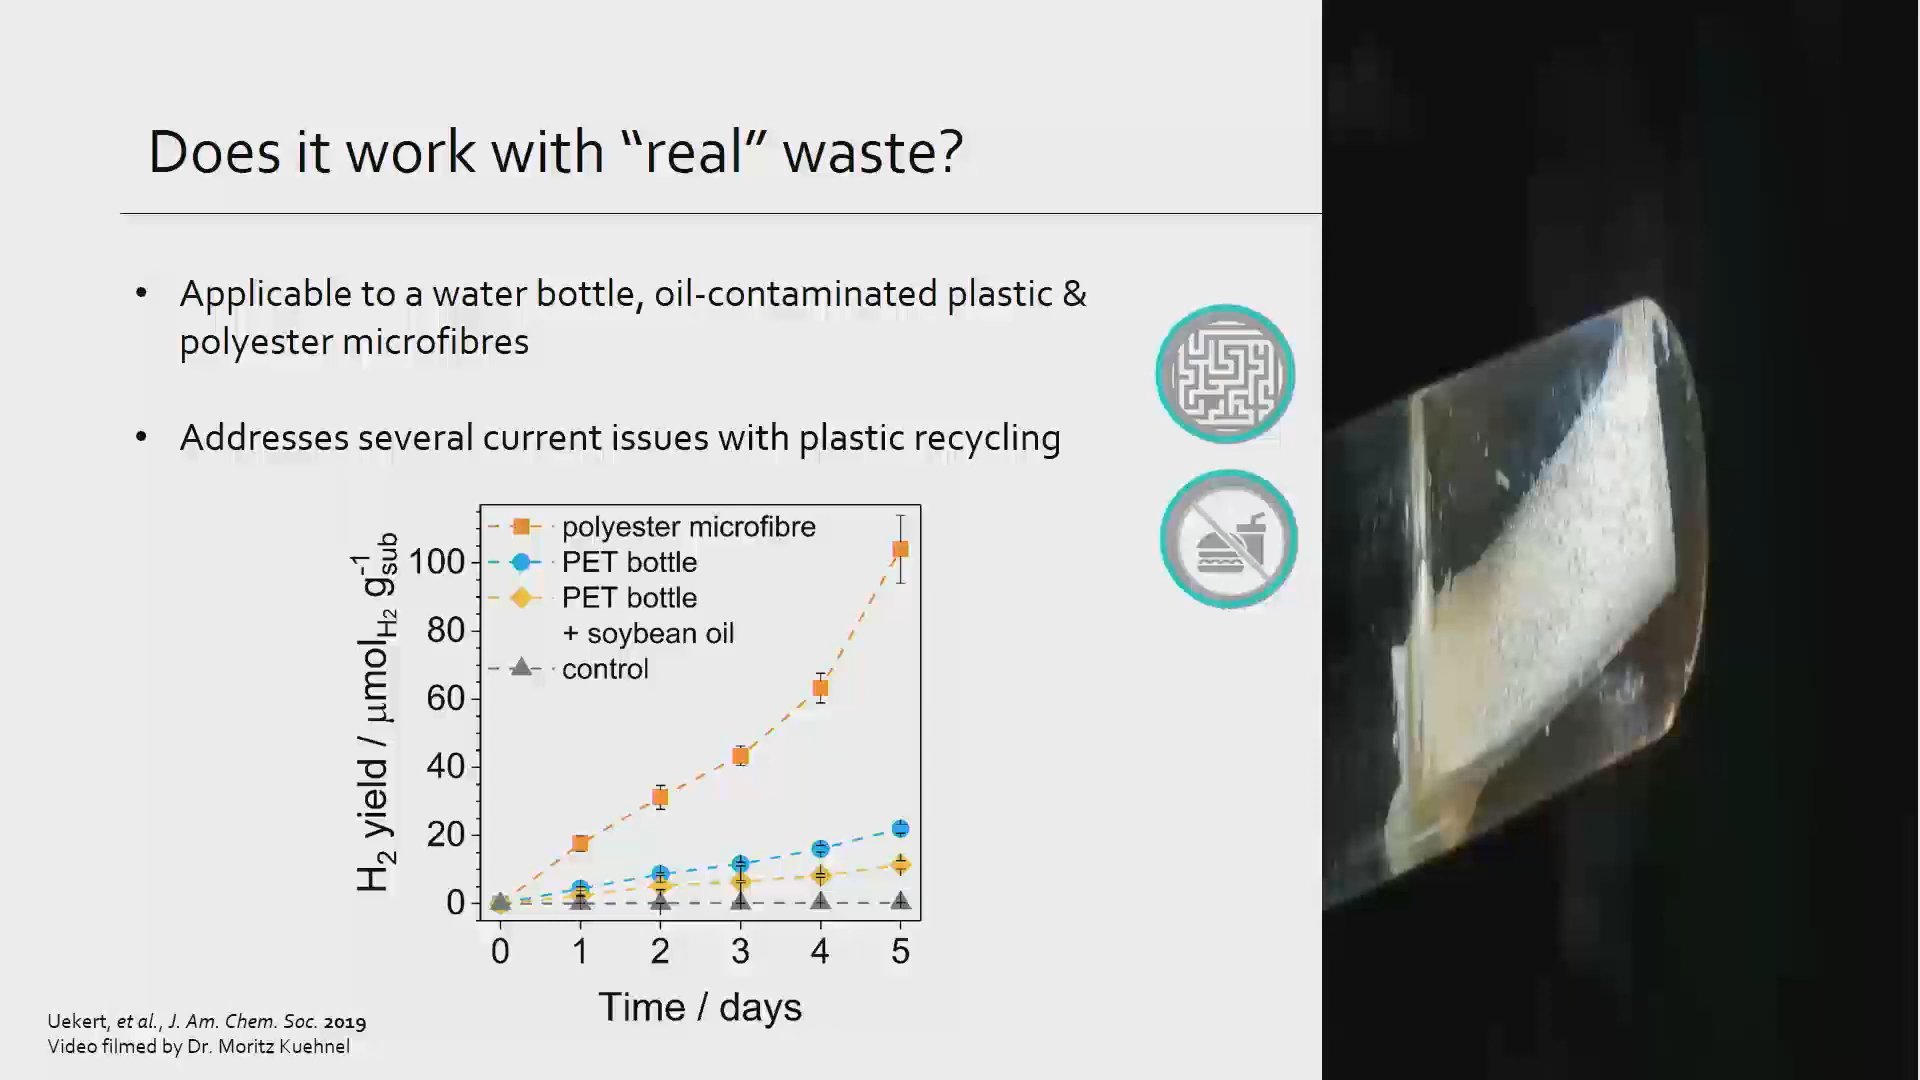 Does it work with “real” waste?
• Applicable to a water bottle, oil-contaminated plastic &
polyester microfibres
• Addresses several current issues with plastic recycling
polyester microfibre
PET bottle
PET bottle
+ soybean oil
control
H2 yield / μmolH2 gsub-1
100
80
60
40
20
0
0 1 2 3 4 5
Time / days
Uekert, et al., J. Am. Chem. Soc. 2019
Video filmed by Dr. Moritz Kuehnel